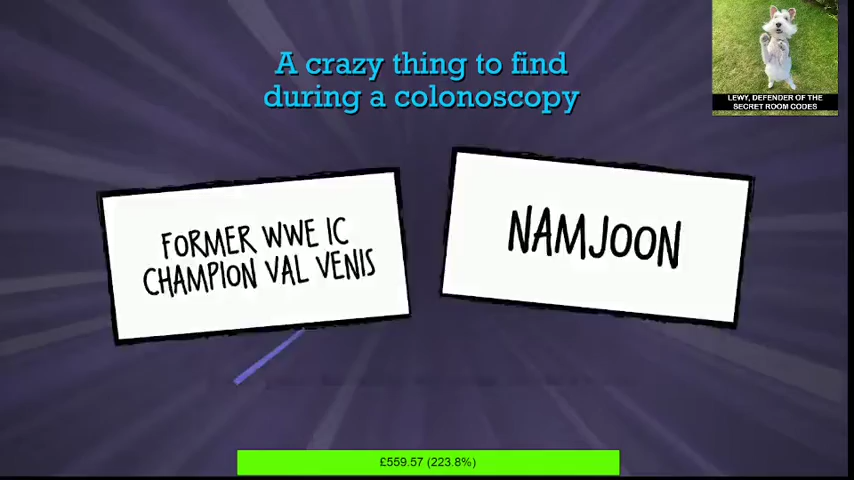 A crazy thing to find
during a colonoscopy
LEWY, DEFENDER OF THE
SECRET ROOM CODES
FORMER WWE IC
CHAMPION VAL VENIS
NAMJOON
£559.57 (223.8%)